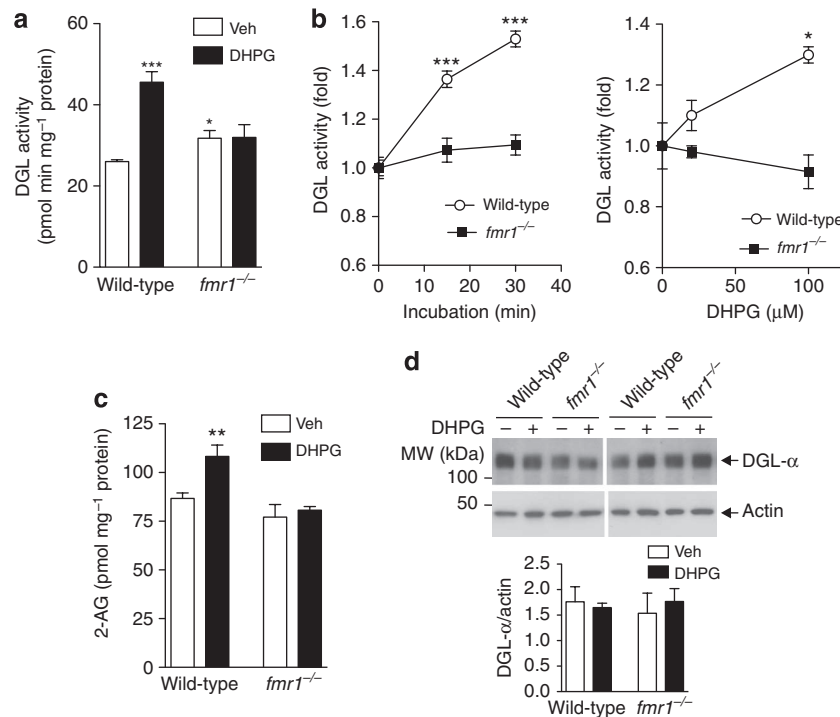 a
DGL activity
(pmol min mg⁻¹ protein)
60
40
20
0
Veh
DHPG
***
*
Wild-type
fmr1⁻/⁻
b
DGL activity (fold)
1.6
1.4
1.2
1.0
0.8
0.6
***
***
Wild-type
fmr1⁻/⁻
0
10
20
30
40
Incubation (min)
DGL activity (fold)
1.4
1.2
1.0
0.8
0.6
*
Wild-type
fmr1⁻/⁻
0
50
100
DHPG (μM)
c
2-AG (pmol mg⁻¹ protein)
125
100
75
50
25
0
**
Veh
DHPG
Wild-type
fmr1⁻/⁻
d
Wild-type
fmr1⁻/⁻
Wild-type
fmr1⁻/⁻
DHPG – + – + – + – +
MW (kDa)
100
50
DGL-α
Actin
DGL-α/actin
2.5
2.0
1.5
1.0
0.5
0.0
Veh
DHPG
Wild-type
fmr1⁻/⁻